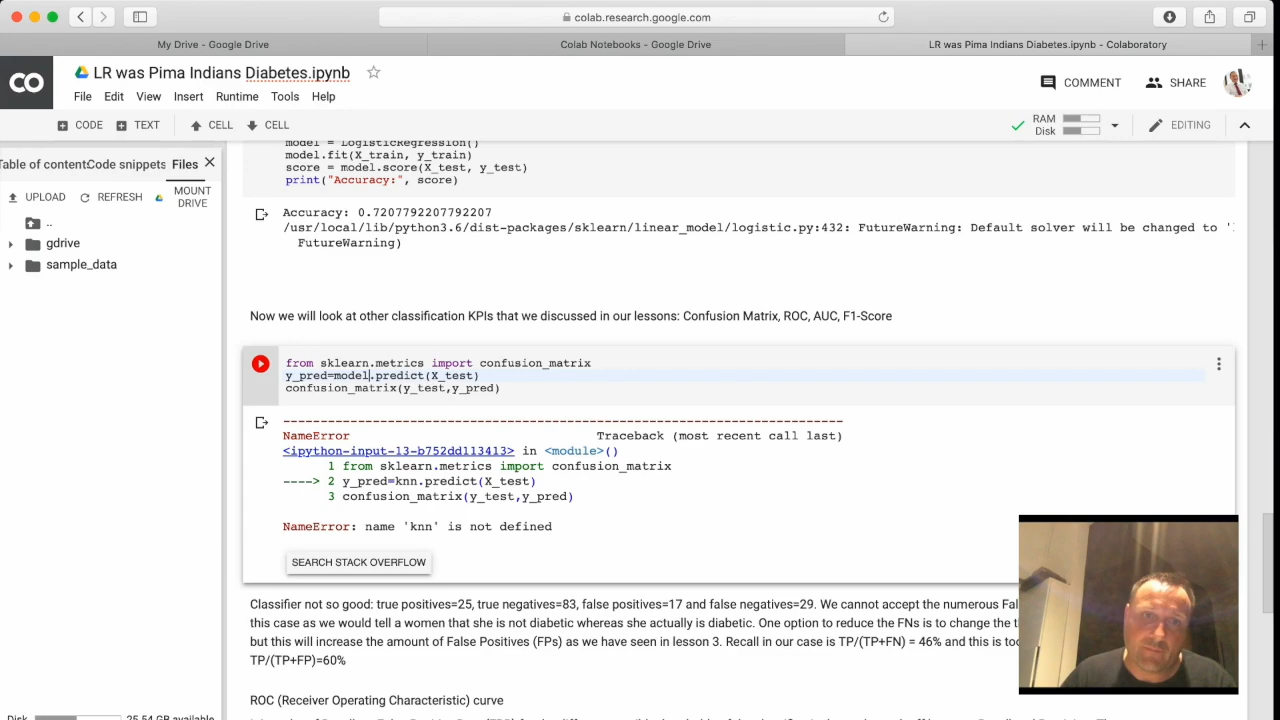 colab.research.google.com
My Drive - Google Drive
Colab Notebooks - Google Drive
LR was Pima Indians Diabetes.ipynb - Colaboratory
CO
LR was Pima Indians Diabetes.ipynb
COMMENT
SHARE
File Edit View Insert Runtime Tools Help
CODE TEXT CELL CELL
RAM
Disk
EDITING
Table of contentCode snippets Files
UPLOAD REFRESH MOUNT DRIVE
..
gdrive
sample_data
model = LogisticRegression()
model.fit(X_train, y_train)
score = model.score(X_test, y_test)
print("Accuracy:", score)
Accuracy: 0.7207792207792207
/usr/local/lib/python3.6/dist-packages/sklearn/linear_model/logistic.py:432: FutureWarning: Default solver will be changed to '
FutureWarning)
Now we will look at other classification KPIs that we discussed in our lessons: Confusion Matrix, ROC, AUC, F1-Score
from sklearn.metrics import confusion_matrix
y_pred=model.predict(X_test)
confusion_matrix(y_test,y_pred)
---------------------------------------------------------------------------
NameError Traceback (most recent call last)
<ipython-input-13-b752dd113413> in <module>()
1 from sklearn.metrics import confusion_matrix
----> 2 y_pred=knn.predict(X_test)
3 confusion_matrix(y_test,y_pred)
NameError: name 'knn' is not defined
SEARCH STACK OVERFLOW
Classifier not so good: true positives=25, true negatives=83, false positives=17 and false negatives=29. We cannot accept the numerous Fal
this case as we would tell a women that she is not diabetic whereas she actually is diabetic. One option to reduce the FNs is to change the t
but this will increase the amount of False Positives (FPs) as we have seen in lesson 3. Recall in our case is TP/(TP+FN) = 46% and this is too
TP/(TP+FP)=60%
ROC (Receiver Operating Characteristic) curve
Disk 25.54 GB available